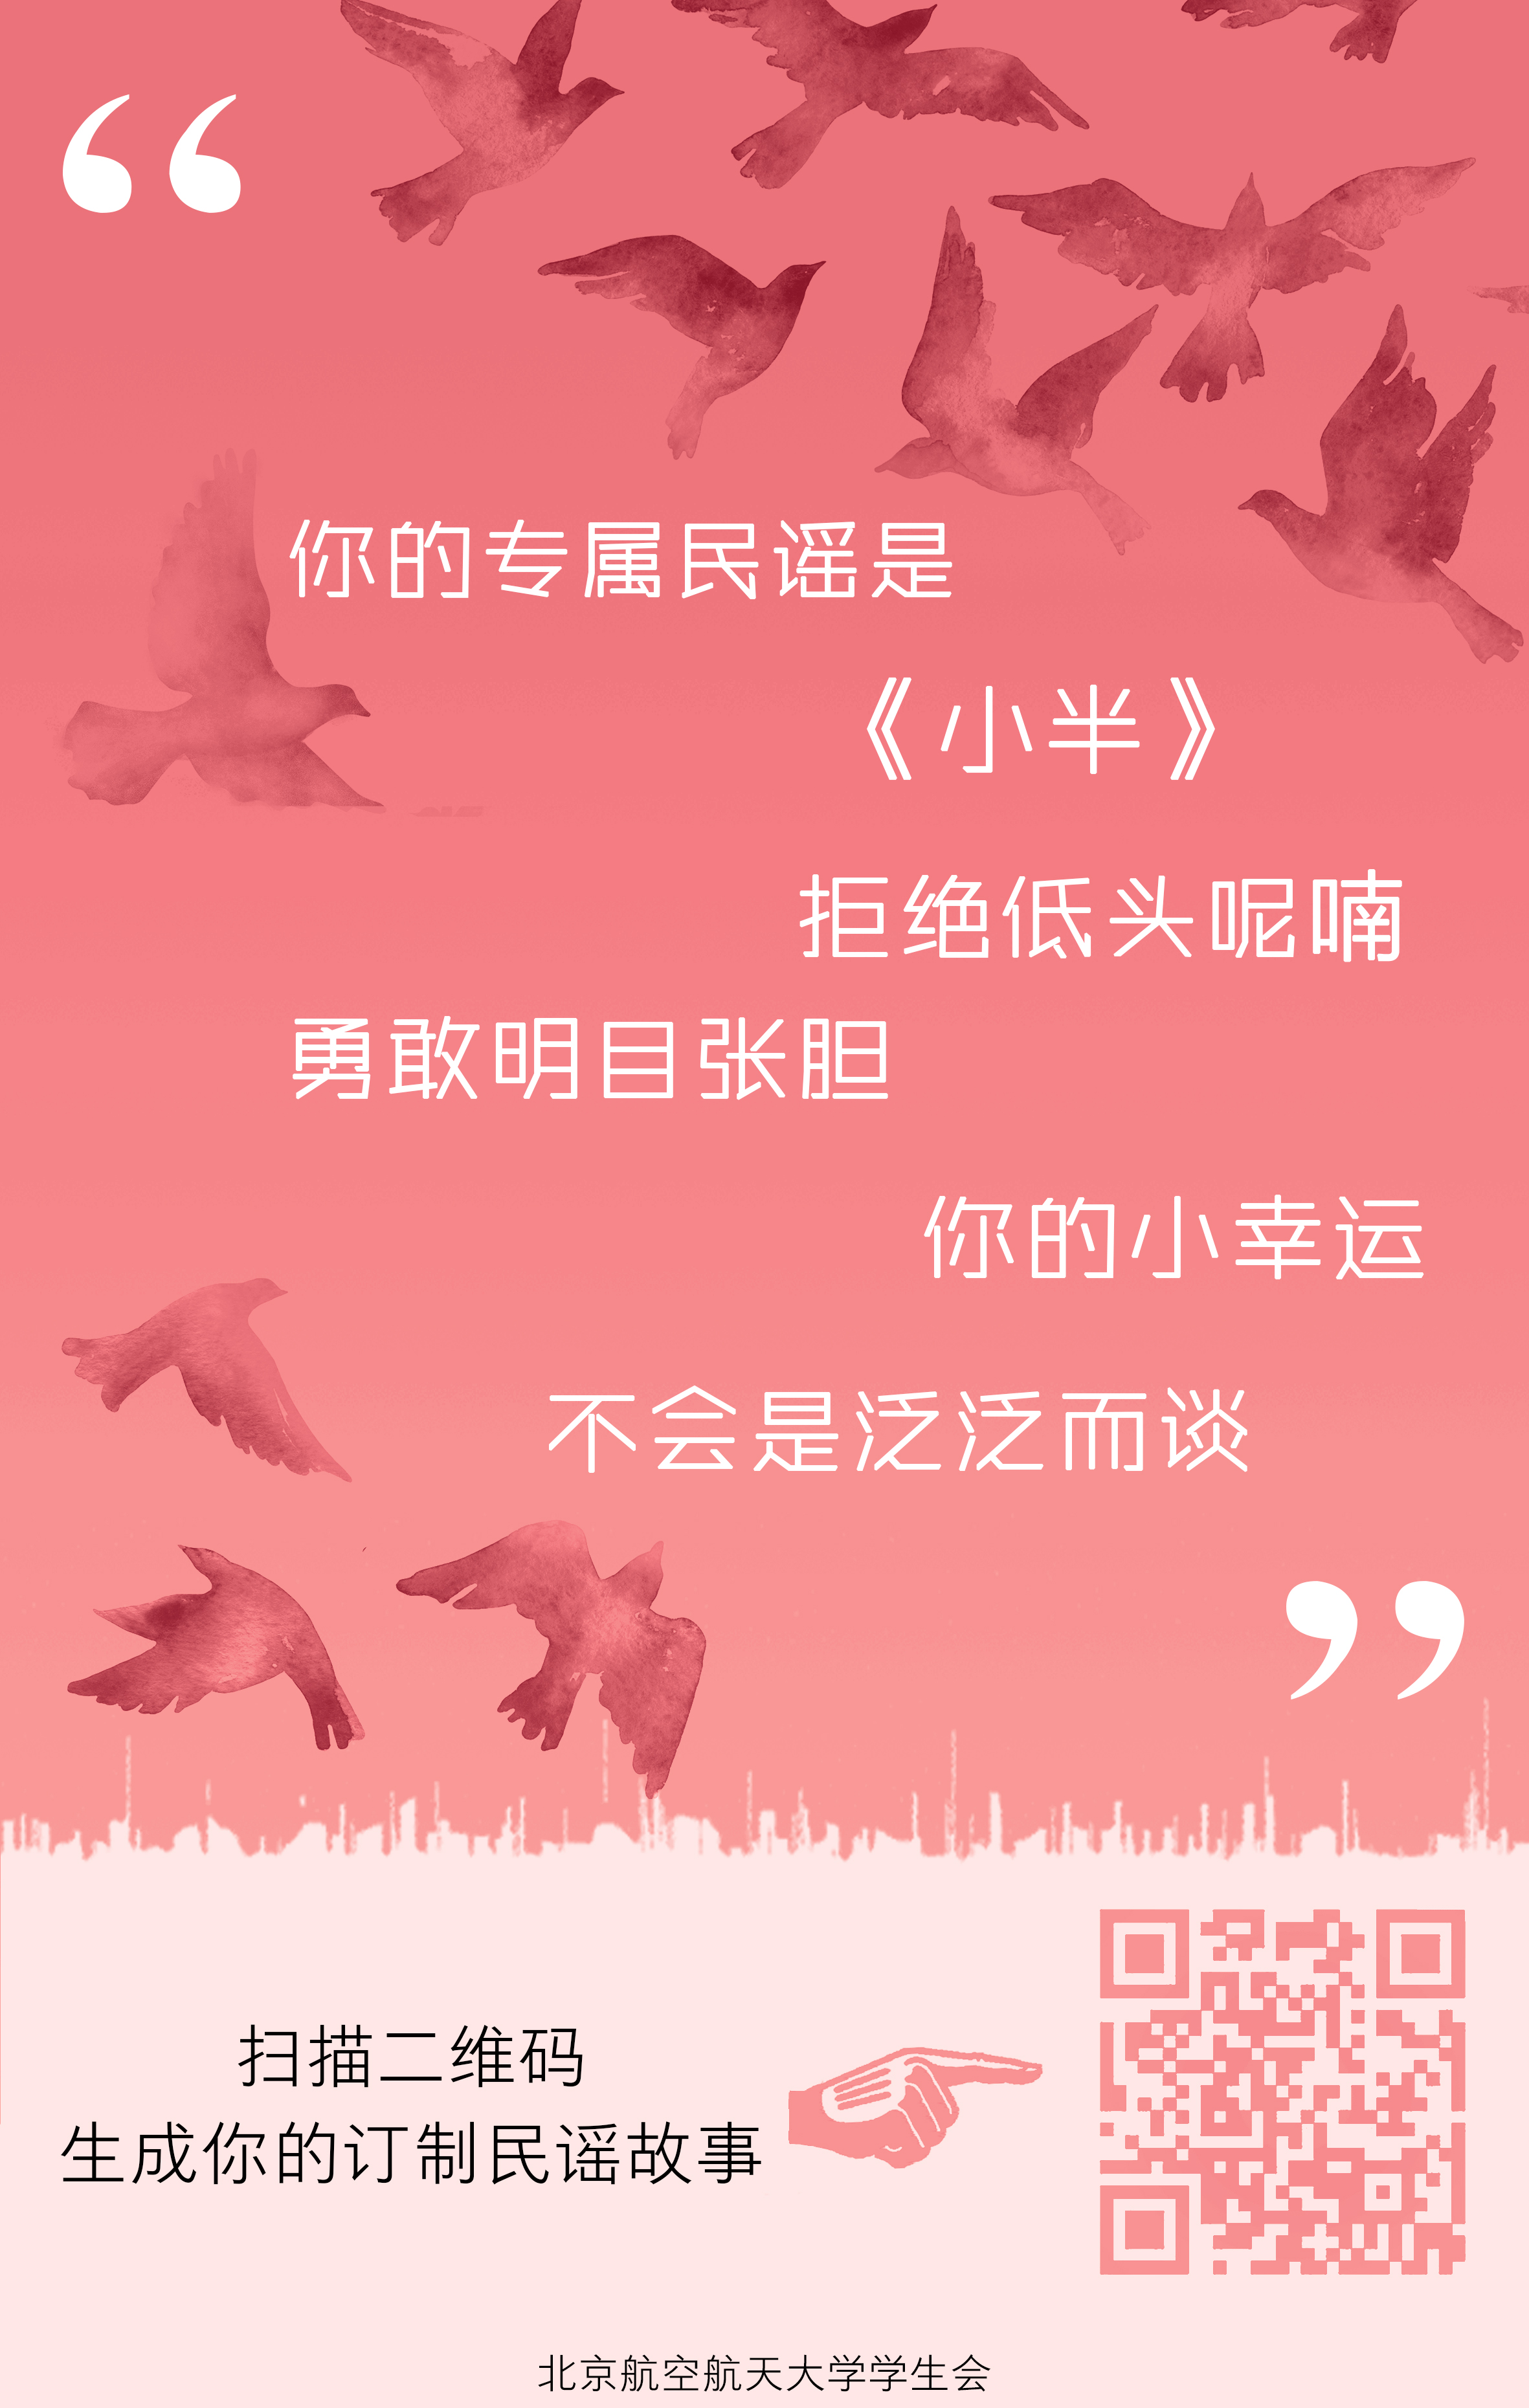 “
你的专属民谣是
《小半》
拒绝低头呢喃
勇敢明目张胆
你的小幸运
不会是泛泛而谈
”
扫描二维码
生成你的订制民谣故事
北京航空航天大学学生会